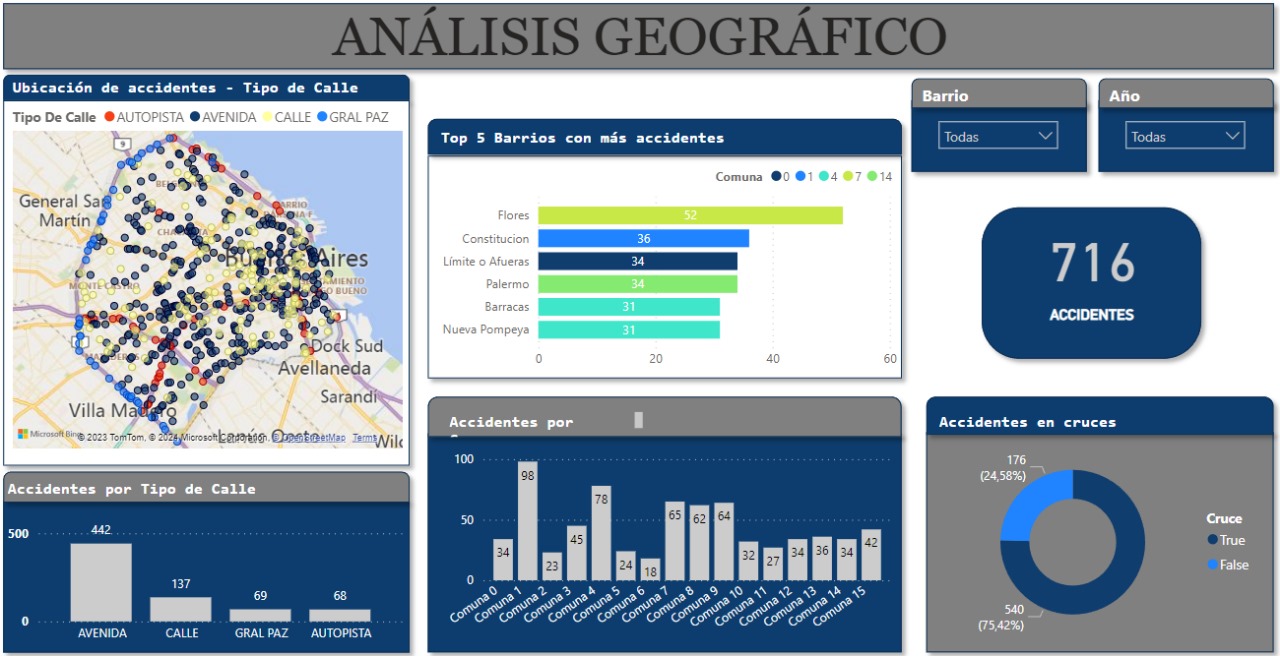 ANÁLISIS GEOGRÁFICO
Ubicación de accidentes - Tipo de Calle
Tipo De Calle AUTOPISTA AVENIDA CALLE GRAL PAZ
9
General San
Martín
Buenos Aires
MONTE CASTRO
Dock Sud
Avellaneda
Sarandí
Villa Madero
Microsoft Bing
© 2023 TomTom, © 2024 Microsoft Corporation, © OpenStreetMap Terms
Accidentes por Tipo de Calle
500
0
442
137
69
68
AVENIDA CALLE GRAL PAZ AUTOPISTA
Top 5 Barrios con más accidentes
Comuna 0 1 4 7 14
Flores 52
Constitucion 36
Límite o Afueras 34
Palermo 34
Barracas 31
Nueva Pompeya 31
0 20 40 60
Accidentes por
100
50
0
34 98 23 45 78 24 18 65 62 64 32 27 34 36 34 42
Comuna 0 Comuna 1 Comuna 2 Comuna 3 Comuna 4 Comuna 5 Comuna 6 Comuna 7 Comuna 8 Comuna 9 Comuna 10 Comuna 11 Comuna 12 Comuna 13 Comuna 14 Comuna 15
Barrio
Todas
Año
Todas
716
ACCIDENTES
Accidentes en cruces
176
(24,58%)
540
(75,42%)
Cruce
True
False